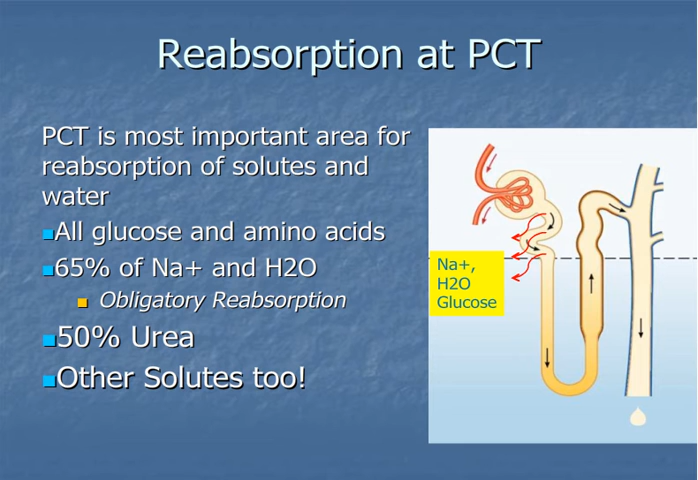 Reabsorption at PCT
PCT is most important area for
reabsorption of solutes and
water
All glucose and amino acids
65% of Na+ and H2O
Obligatory Reabsorption
50% Urea
Other Solutes too!
Na+,
H2O
Glucose